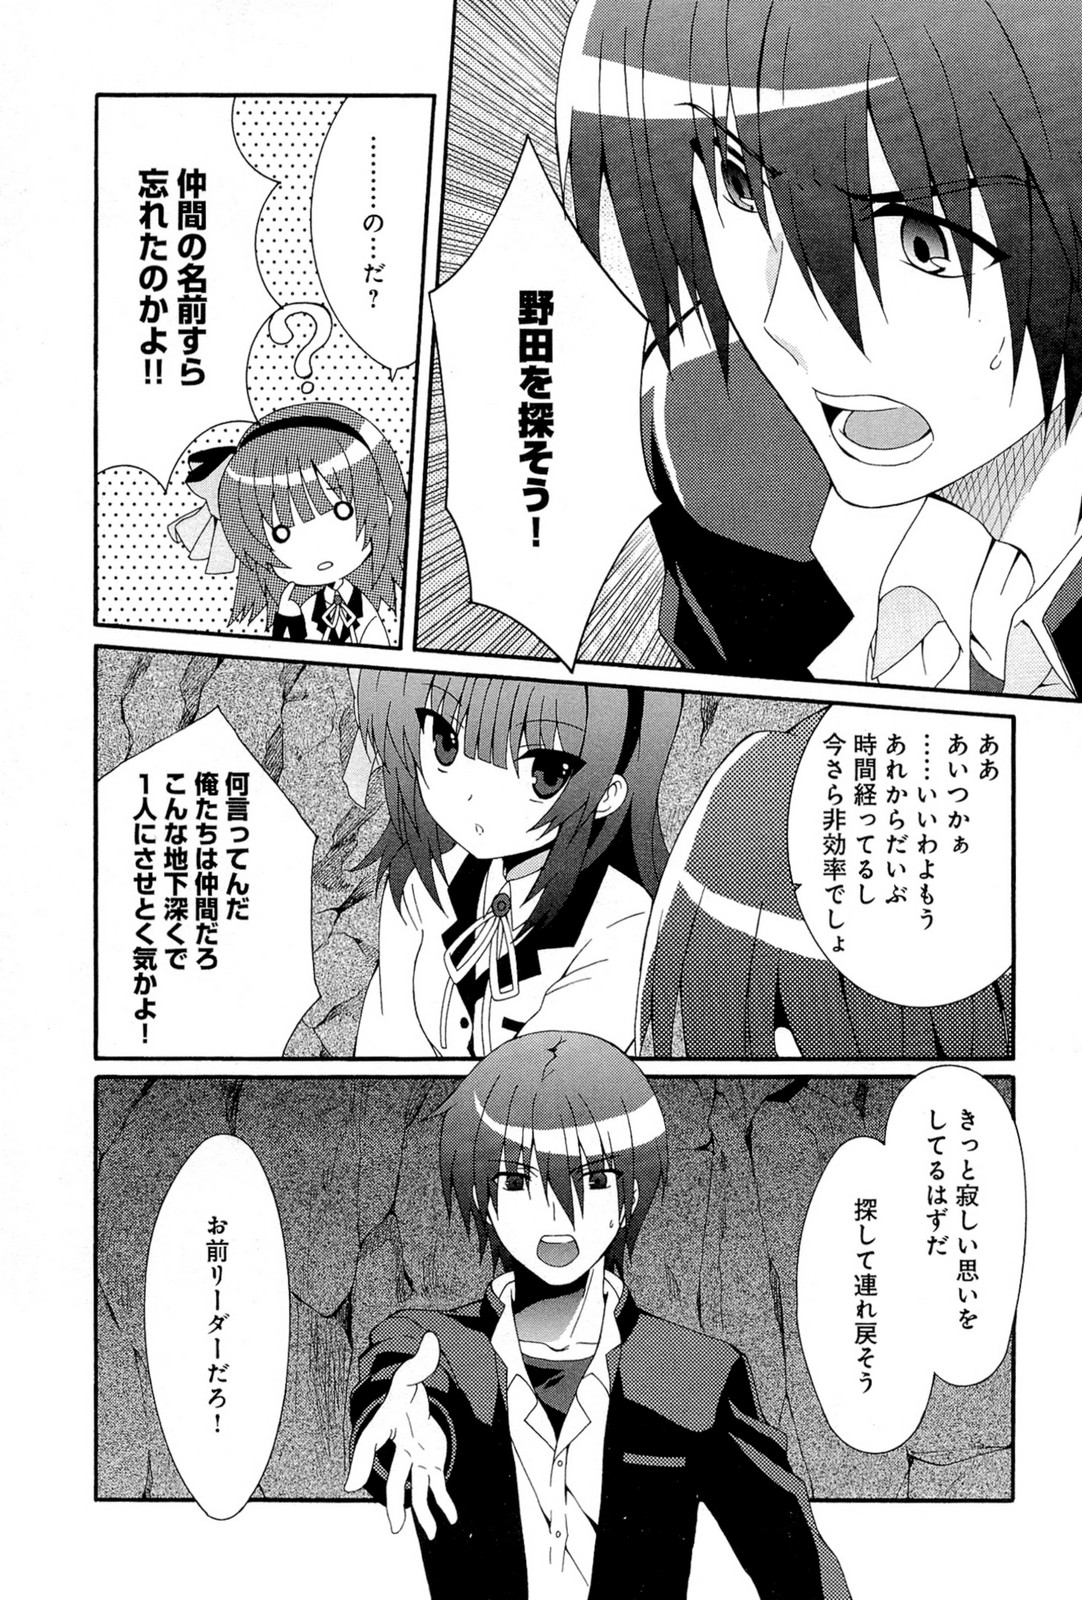 野田を探そう！
………の…だ？
仲間の名前すら
忘れたのかよ!!
ああ
あいつかぁ
……いいわよもう
あれからだいぶ
時間経ってるし
今さら非効率でしょ
何言ってんだ
俺たちは仲間だろ
こんな地下深くで
1人にさせとく気かよ！
きっと寂しい思いを
してるはずだ
探して連れ戻そう
お前リーダーだろ！